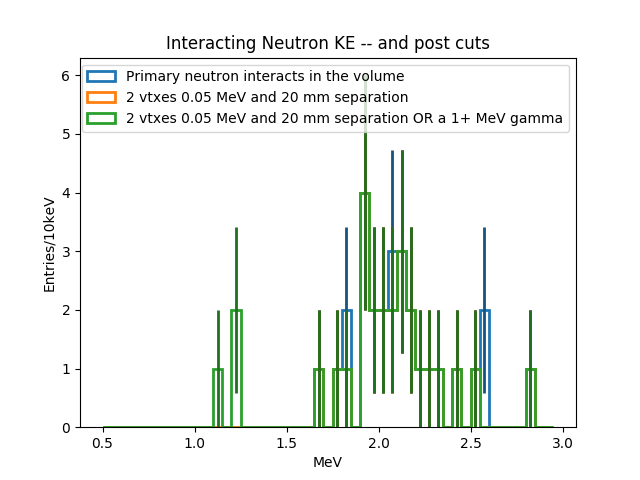 Interacting Neutron KE -- and post cuts
Primary neutron interacts in the volume
2 vtxes 0.05 MeV and 20 mm separation
2 vtxes 0.05 MeV and 20 mm separation OR a 1+ MeV gamma
Entries/10keV
6
5
4
3
2
1
0
0.5 1.0 1.5 2.0 2.5 3.0
MeV